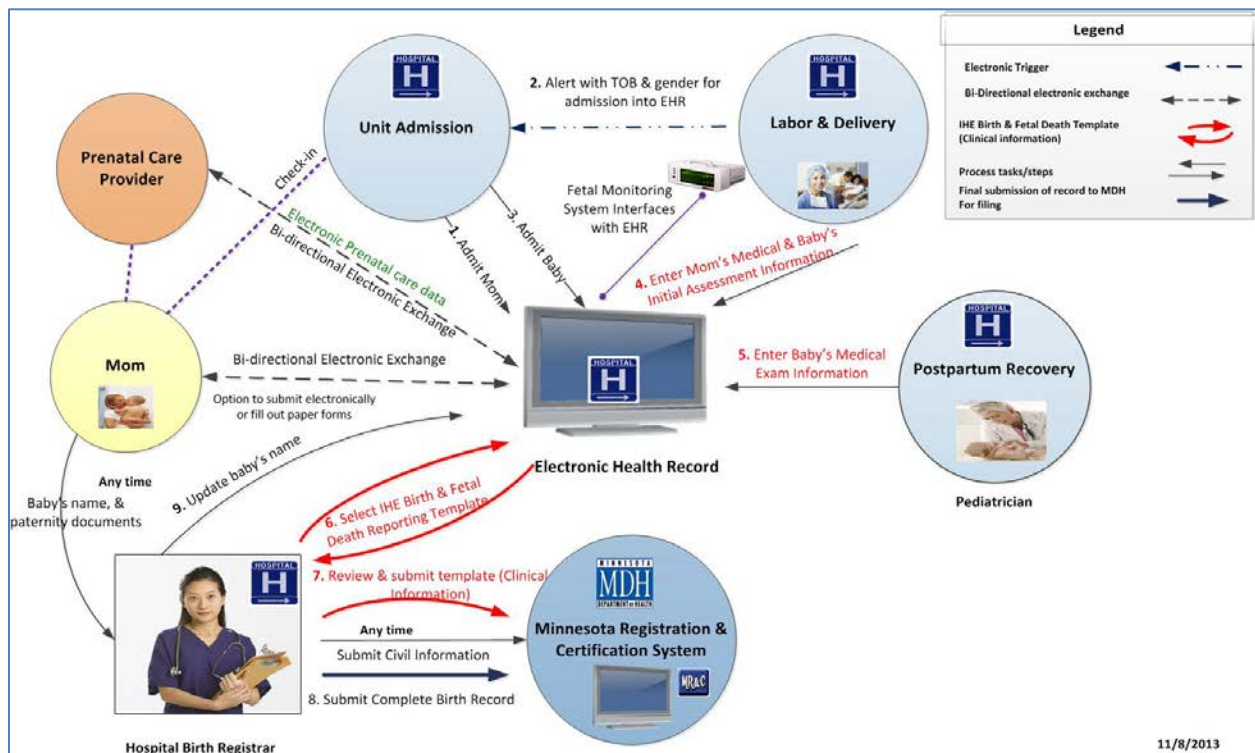 Legend
Electronic Trigger
Bi-Directional electronic exchange
IHE Birth & Fetal Death Template
(Clinical information)
Process tasks/steps
Final submission of record to MDH
For filing
HOSPITAL
H
Unit Admission
2. Alert with TOB & gender for
admission into EHR
HOSPITAL
H
Labor & Delivery
Prenatal Care
Provider
Check-in
Fetal Monitoring
System Interfaces
with EHR
Electronic Prenatal care data
Bi-directional Electronic Exchange
1. Admit Mom
3. Admit Baby
4. Enter Mom's Medical & Baby's
Initial Assessment Information
Mom
Bi-directional Electronic Exchange
Option to submit electronically
or fill out paper forms
HOSPITAL
H
Electronic Health Record
5. Enter Baby's Medical
Exam Information
HOSPITAL
H
Postpartum Recovery
Pediatrician
Any time
Baby's name, &
paternity documents
9. Update baby's name
6. Select IHE Birth & Fetal
Death Reporting Template
HOSPITAL
H
7. Review & submit template (Clinical
Information)
Any time
Submit Civil Information
8. Submit Complete Birth Record
MINNESOTA
MDH
DEPARTMENT OF HEALTH
Minnesota Registration &
Certification System
MR&C
Hospital Birth Registrar
11/8/2013